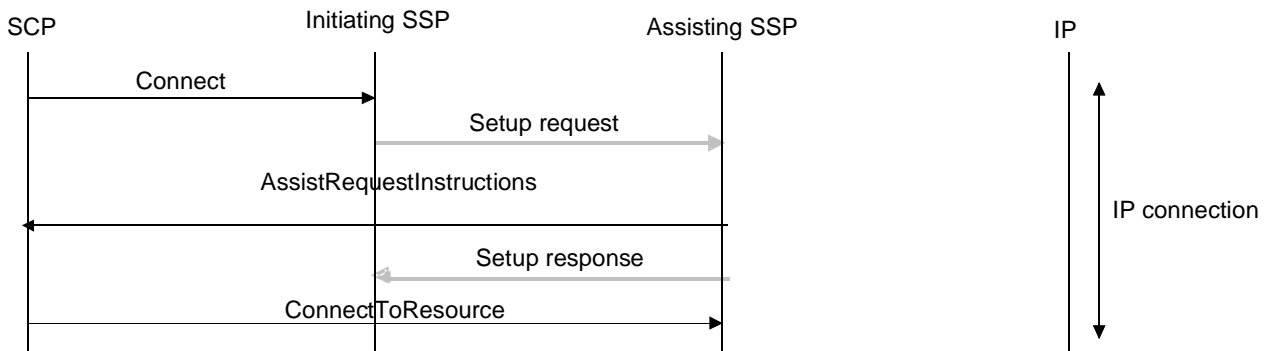 SCP
Initiating SSP
Assisting SSP
IP
Connect
Setup request
AssistRequestInstructions
IP connection
Setup response
ConnectToResource